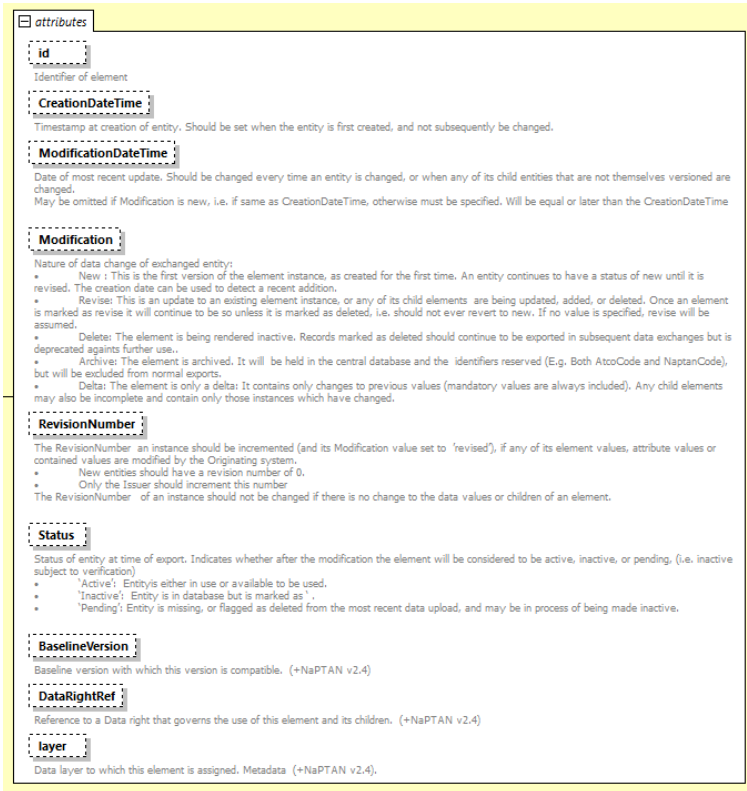 attributes
id
Identifier of element
CreationDateTime
Timestamp at creation of entity. Should be set when the entity is first created, and not subsequently be changed.
ModificationDateTime
Date of most recent update. Should be changed every time an entity is changed, or when any of its child entities that are not themselves versioned are
changed.
May be omitted if Modification is new, i.e. if same as CreationDateTime, otherwise must be specified. Will be equal or later than the CreationDateTime
Modification
Nature of data change of exchanged entity:
• New : This is the first version of the element instance, as created for the first time. An entity continues to have a status of new until it is
revised. The creation date can be used to detect a recent addition.
• Revise: This is an update to an existing element instance, or any of its child elements are being updated, added, or deleted. Once an element
is marked as revise it will continue to be so unless it is marked as deleted, i.e. should not ever revert to new. If no value is specified, revise will be
assumed.
• Delete: The element is being rendered inactive. Records marked as deleted should continue to be exported in subsequent data exchanges but is
deprecated againts further use..
• Archive: The element is archived. It will be held in the central database and the identifiers reserved (E.g. Both AtcoCode and NaptanCode),
but will be excluded from normal exports.
• Delta: The element is only a delta: It contains only changes to previous values (mandatory values are always included). Any child elements
may also be incomplete and contain only those instances which have changed.
RevisionNumber
The RevisionNumber an instance should be incremented (and its Modification value set to 'revised'), if any of its element values, attribute values or
contained values are modified by the Originating system.
• New entities should have a revision number of 0.
• Only the Issuer should increment this number
The RevisionNumber of an instance should not be changed if there is no change to the data values or children of an element.
Status
Status of entity at time of export. Indicates whether after the modification the element will be considered to be active, inactive, or pending, (i.e. inactive
subject to verification)
• 'Active': Entityis either in use or available to be used.
• 'Inactive': Entity is in database but is marked as ' .
• 'Pending': Entity is missing, or flagged as deleted from the most recent data upload, and may be in process of being made inactive.
BaselineVersion
Baseline version with which this version is compatible. (+NaPTAN v2.4)
DataRightRef
Reference to a Data right that governs the use of this element and its children. (+NaPTAN v2.4)
layer
Data layer to which this element is assigned. Metadata (+NaPTAN v2.4).